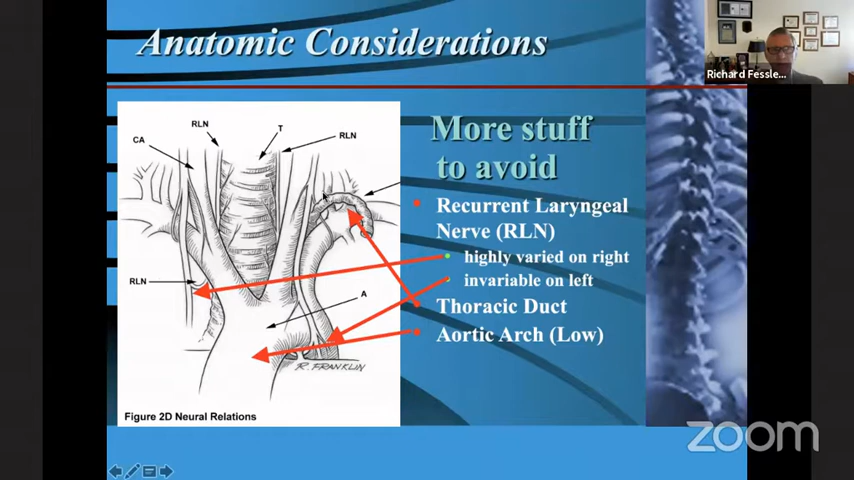 Anatomic Considerations
Richard Fessle...
RLN
T
RLN
CA
More stuff
to avoid
Recurrent Laryngeal
Nerve (RLN)
highly varied on right
invariable on left
Thoracic Duct
Aortic Arch (Low)
RLN
A
R. FRANKLIN
Figure 2D Neural Relations
zoom